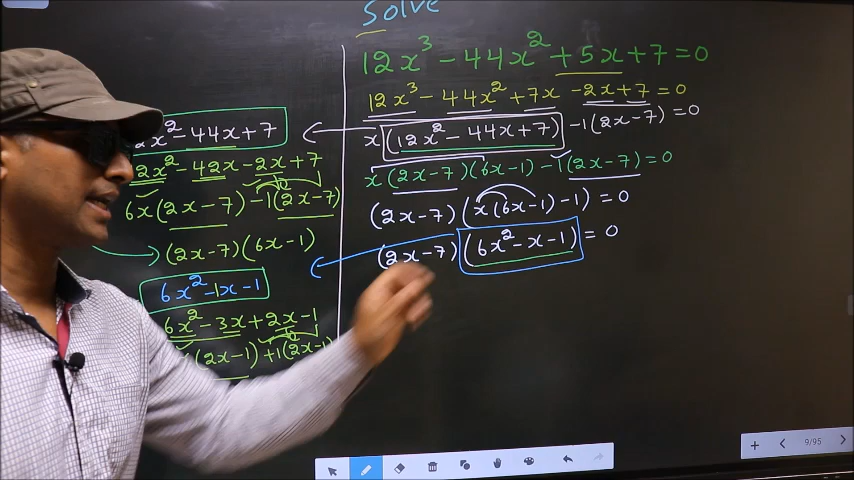 Solve
12x³ - 44x² + 5x + 7 = 0
12x³ - 44x² + 7x - 2x + 7 = 0
x(12x² - 44x + 7) - 1(2x - 7) = 0
x(2x - 7)(6x - 1) - 1(2x - 7) = 0
(2x - 7)(x(6x - 1) - 1) = 0
(2x - 7)(6x² - x - 1) = 0
2x² - 44x + 7
2x² - 42x - 2x + 7
6x(2x - 7) - 1(2x - 7)
(2x - 7)(6x - 1)
6x² - 1x - 1
6x² - 3x + 2x - 1
(2x - 1) + 1(2x - 1)
9/95